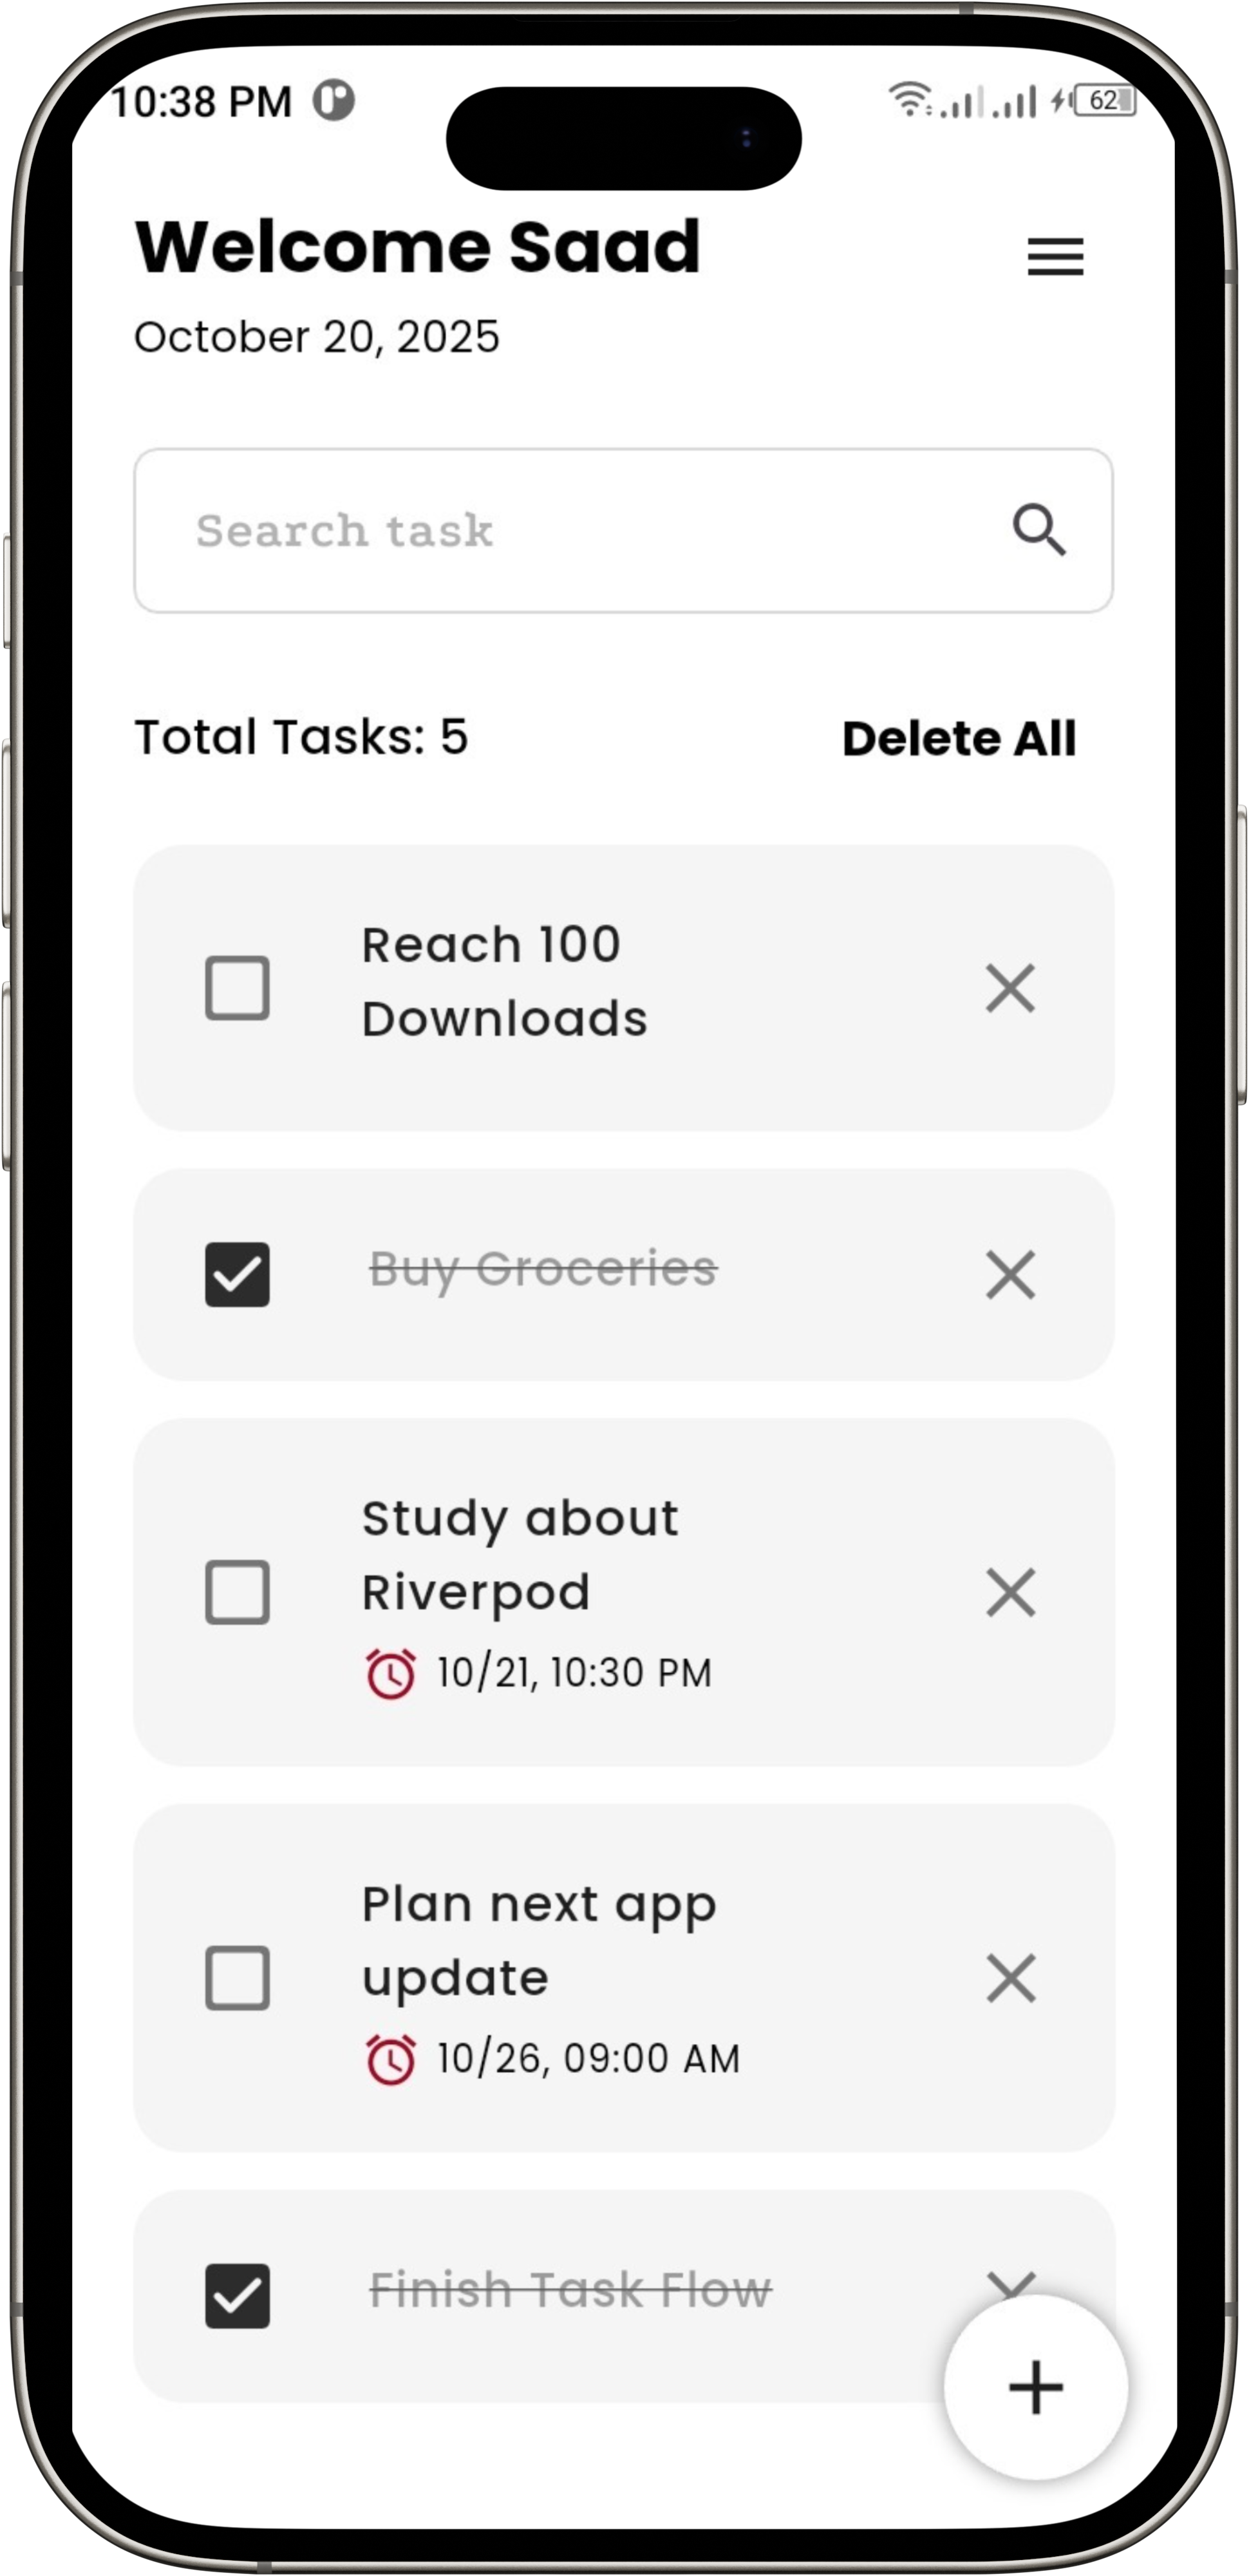 10:38 PM
62
Welcome Saad
October 20, 2025
Search task
Total Tasks: 5
Delete All
Reach 100
Downloads
Buy Groceries
Study about
Riverpod
10/21, 10:30 PM
Plan next app
update
10/26, 09:00 AM
Finish Task Flow